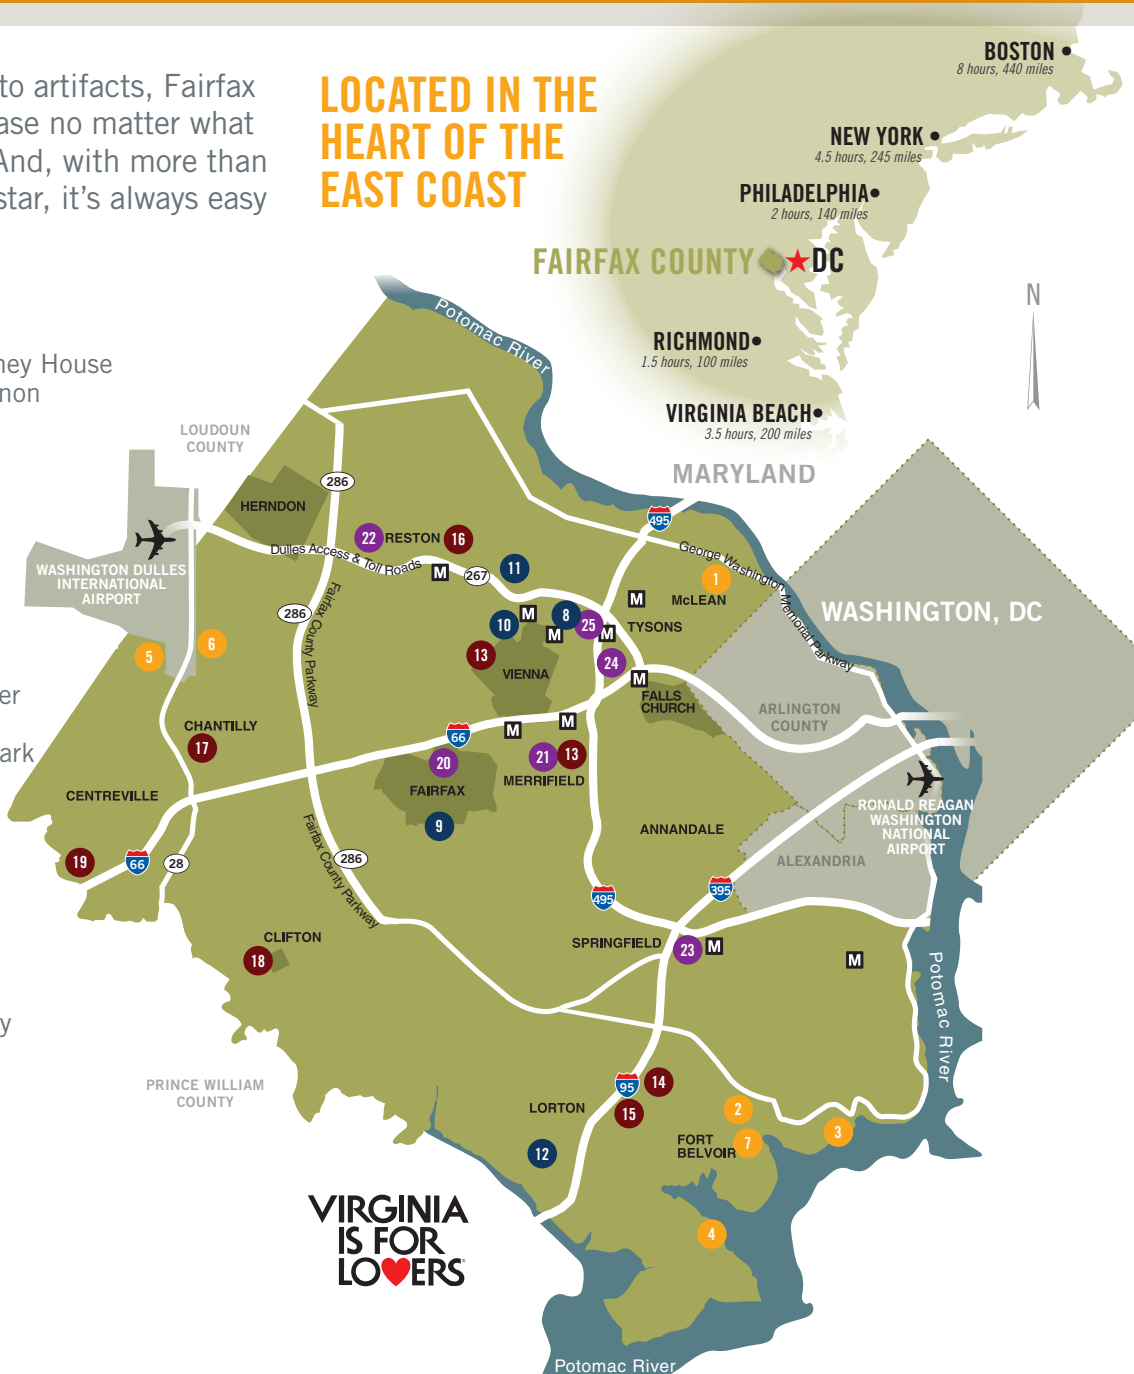 to artifacts, Fairfax
ase no matter what
And, with more than
star, it's always easy
LOCATED IN THE
HEART OF THE
EAST COAST
BOSTON
8 hours, 440 miles
NEW YORK
4.5 hours, 245 miles
PHILADELPHIA
2 hours, 140 miles
FAIRFAX COUNTY
DC
RICHMOND
1.5 hours, 100 miles
VIRGINIA BEACH
3.5 hours, 200 miles
N
ney House
non
er
ark
y
Potomac River
MARYLAND
LOUDOUN
COUNTY
HERNDON
286
495
22
RESTON
16
Dulles Access & Toll Roads
M
267
11
George Washington Memorial Parkway
1
McLEAN
WASHINGTON, DC
WASHINGTON DULLES
INTERNATIONAL
AIRPORT
286
Fairfax County Parkway
10
M
8
25
M
M
M
TYSONS
5
6
13
VIENNA
24
M
FALLS
CHURCH
ARLINGTON
COUNTY
CHANTILLY
17
66
M
M
20
21
13
MERRIFIELD
FAIRFAX
9
CENTREVILLE
RONALD REAGAN
WASHINGTON
NATIONAL
AIRPORT
ANNANDALE
ALEXANDRIA
19
66
28
286
Fairfax County Parkway
495
395
CLIFTON
18
SPRINGFIELD
23
M
M
Potomac River
PRINCE WILLIAM
COUNTY
95
14
LORTON
15
2
3
12
FORT
BELVOIR
7
4
VIRGINIA
IS FOR
LO♥ERS
Potomac River